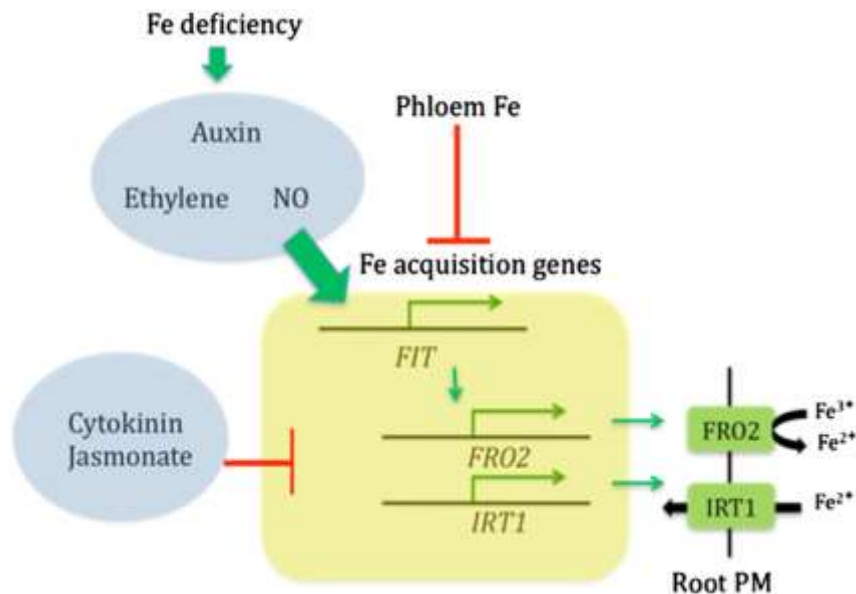 Fe deficiency
Auxin
Ethylene NO
Phloem Fe
Fe acquisition genes
FIT
Cytokinin
Jasmonate
FRO2
IRT1
FRO2
Fe³⁺
Fe²⁺
IRT1
Fe²⁺
Root PM